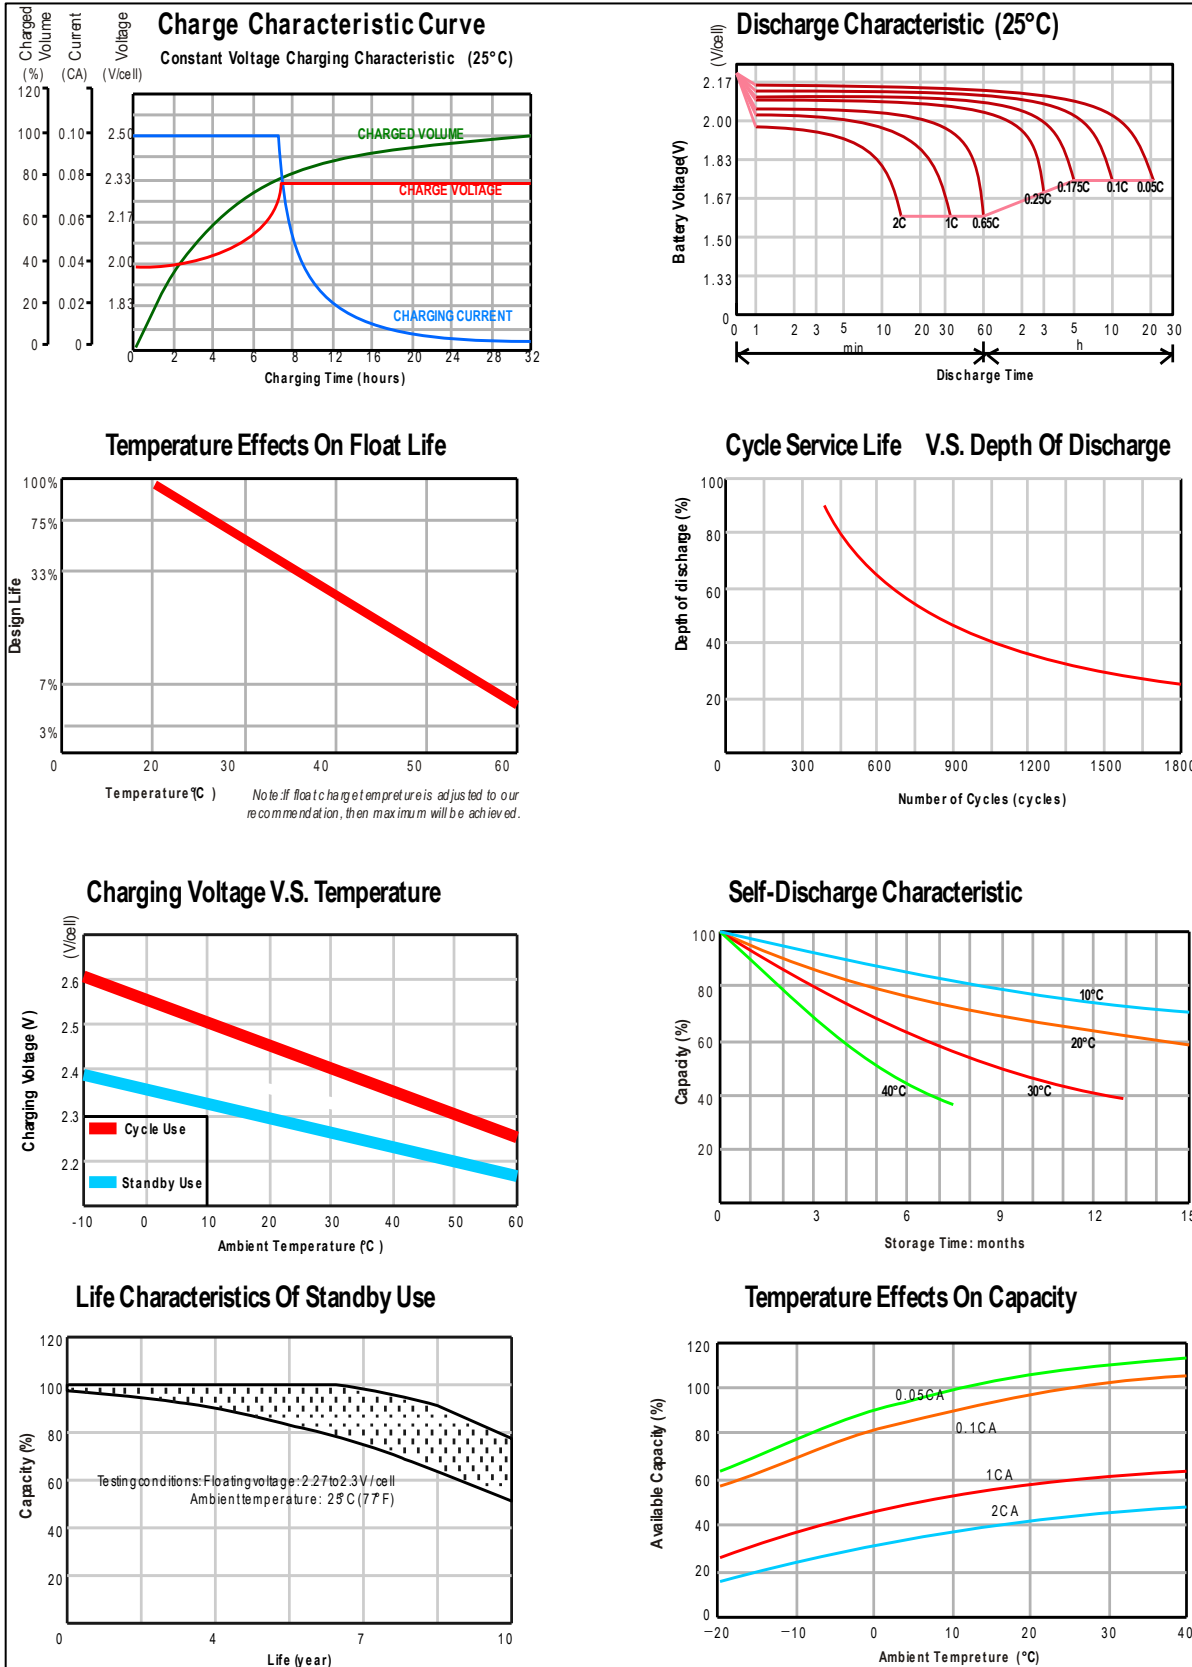 Charge Characteristic Curve
Constant Voltage Charging Characteristic (25°C)
Charged Volume Current Voltage
(%) (CA) (V/cell)
120
100 0.10 2.50
80 0.08 2.33
60 0.06 2.17
40 0.04 2.00
20 0.02 1.83
0 0
CHARGED VOLUME
CHARGE VOLTAGE
CHARGING CURRENT
0 2 4 6 8 12 16 20 24 28 32
Charging Time (hours)
Discharge Characteristic (25°C)
(V/cell)
Battery Voltage(V)
2.17
2.00
1.83
1.67
1.50
1.33
0
2C 1C 0.65C 0.25C 0.175C 0.1C 0.05C
0 1 2 3 5 10 20 30 60 2 3 5 10 20 30
min h
Discharge Time
Temperature Effects On Float Life
Design Life
100%
75%
33%
7%
3%
0 20 30 40 50 60
Temperature(°C )
Note:If float charge tempreture is adjusted to our
recommendation, then maximum will be achieved.
Cycle Service Life V.S. Depth Of Discharge
Depth of discharge (%)
100
80
60
40
20
0 300 600 900 1200 1500 1800
Number of Cycles (cycles)
Charging Voltage V.S. Temperature
(V/cell)
Charging Voltage (V)
2.6
2.5
2.4
2.3
2.2
Cycle Use
Standby Use
-10 0 10 20 30 40 50 60
Ambient Temperature (°C )
Self-Discharge Characteristic
Capacity (%)
100
80
60
40
20
10°C
20°C
30°C
40°C
0 3 6 9 12 15
Storage Time: months
Life Characteristics Of Standby Use
Capacity (%)
120
100
80
60
40
20
Testing conditions: Floating voltage: 2.27 to 2.3V / cell
Ambient temperature: 25°C (77°F)
0 4 7 10
Life (year)
Temperature Effects On Capacity
Available Capacity (%)
120
100
80
60
40
20
0
0.05CA
0.1CA
1CA
2CA
-20 -10 0 10 20 30 40
Ambient Tempreture (°C)